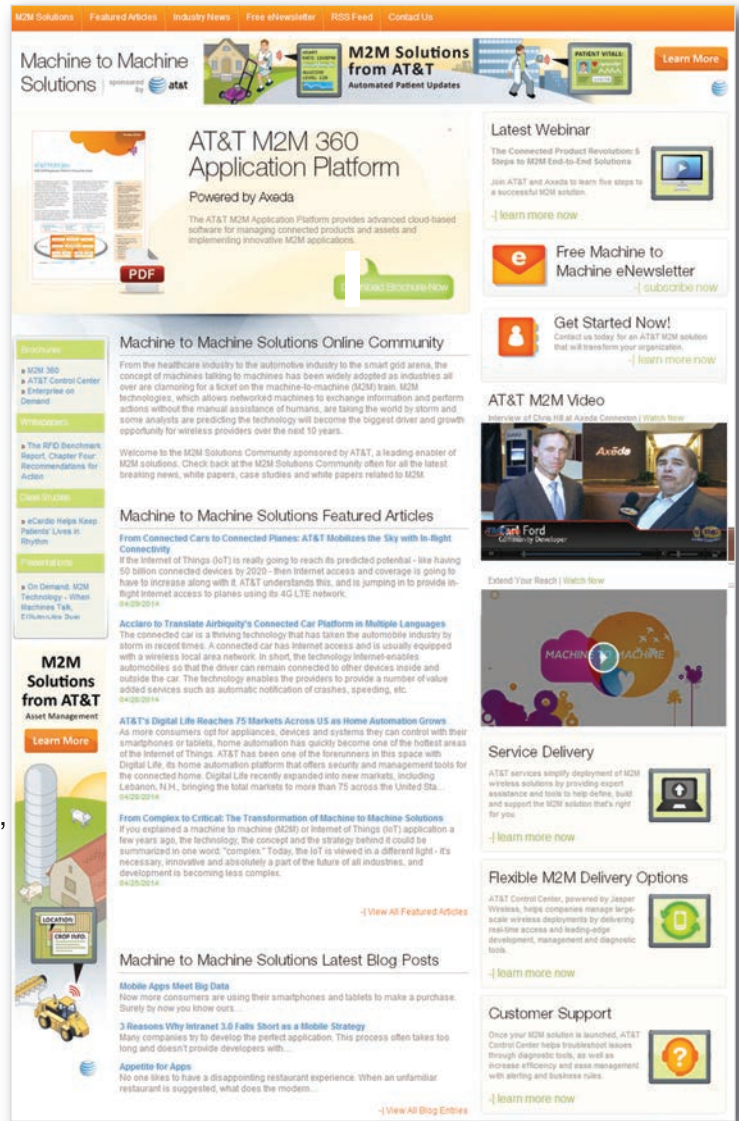 M2M Solutions Featured Articles Industry News Free eNewsletter RSS Feed Contact Us
Machine to Machine
Solutions sponsored by at&t
HEART
RATE: 120BPM
GLUCOSE
LEVEL: 120
M2M Solutions
from AT&T
Automated Patient Updates
PATIENT VITALS:
Learn More
AT&T M2M 360
Application Platform
Powered by Axeda
The AT&T M2M Application Platform provides advanced cloud-based
software for managing connected products and assets and
implementing innovative M2M applications.
PDF
Brochure Now
Latest Webinar
The Connected Product Revolution: 5
Steps to M2M End-to-End Solutions
Join AT&T and Axeda to learn five steps to
a successful M2M solution.
-| learn more now
Free Machine to
Machine eNewsletter
-| subscribe now
Get Started Now!
Contact us today for an AT&T M2M solution
that will transform your organization.
-| learn more now
Brochures
» M2M 360
» AT&T Control Center
» Enterprise on
Demand
Whitepapers
» The RFID Benchmark
Report, Chapter Four:
Recommendations for
Action
Case Studies
» eCardio Helps Keep
Patients' Lives in
Rhythm
Presentations
» On Demand, M2M
Technology - When
Machines Talk,
M2M
Solutions
from AT&T
Asset Management
Learn More
LOCATION:
CROP INFO:
Machine to Machine Solutions Online Community
From the healthcare industry to the automotive industry to the smart grid arena, the
concept of machines talking to machines has been widely adopted as industries all
over are clamoring for a ticket on the machine-to-machine (M2M) train. M2M
technologies, which allows networked machines to exchange information and perform
actions without the manual assistance of humans, are taking the world by storm and
some analysts are predicting the technology will become the biggest driver and growth
opportunity for wireless providers over the next 10 years.
Welcome to the M2M Solutions Community sponsored by AT&T, a leading enabler of
M2M solutions. Check back at the M2M Solutions Community often for all the latest
breaking news, white papers, case studies and white papers related to M2M.
Machine to Machine Solutions Featured Articles
From Connected Cars to Connected Planes: AT&T Mobilizes the Sky with In-flight
Connectivity
If the Internet of Things (IoT) is really going to reach its predicted potential - like having
50 billion connected devices by 2020 - then Internet access and coverage is going to
have to increase along with it. AT&T understands this, and is jumping in to provide in-
flight Internet access to planes using its 4G LTE network.
04/29/2014
Acclaro to Translate Airbiquity's Connected Car Platform in Multiple Languages
The connected car is a thriving technology that has taken the automobile industry by
storm in recent times. A connected car has Internet access and is usually equipped
with a wireless local area network. In short, the technology Internet-enables
automobiles so that the driver can remain connected to other devices inside and
outside the car. The technology enables the providers to provide a number of value
added services such as automatic notification of crashes, speeding, etc.
04/28/2014
AT&T's Digital Life Reaches 75 Markets Across US as Home Automation Grows
As more consumers opt for appliances, devices and systems they can control with their
smartphones or tablets, home automation has quickly become one of the hottest areas
of the Internet of Things. AT&T has been one of the forerunners in this space with
Digital Life, its home automation platform that offers security and management tools for
the connected home. Digital Life recently expanded into new markets, including
Lebanon, N.H., bringing the total markets to more than 75 across the United Sta...
04/28/2014
From Complex to Critical: The Transformation of Machine to Machine Solutions
If you explained a machine to machine (M2M) or Internet of Things (IoT) application a
few years ago, the technology, the concept and the strategy behind it could be
summarized in one word: "complex." Today, the IoT is viewed in a different light - it's
necessary, innovative and absolutely a part of the future of all industries, and
development is becoming less complex.
04/25/2014
-| View All Featured Articles
Machine to Machine Solutions Latest Blog Posts
Mobile Apps Meet Big Data
Now more consumers are using their smartphones and tablets to make a purchase.
Surely by now you know ours...
3 Reasons Why Intranet 3.0 Falls Short as a Mobile Strategy
Many companies try to develop the perfect application. This process often takes too
long and doesn't provide developers with...
Appetite for Apps
No one likes to have a disappointing restaurant experience. When an unfamiliar
restaurant is suggested, what does the modern...
-| View All Blog Entries
AT&T M2M Video
Interview of Chris Hill at Axeda Connexion | Watch Now
Axeda
Carl Ford
Community Developer
Extend Your Reach | Watch Now
MACHINE TO MACHINE
Service Delivery
AT&T services simplify deployment of M2M
wireless solutions by providing expert
assistance and tools to help define, build
and support the M2M solution that's right
for you.
-| learn more now
Flexible M2M Delivery Options
AT&T Control Center, powered by Jasper
Wireless, helps companies manage large-
scale wireless deployments by delivering
real-time access and leading-edge
development, management and diagnostic
tools.
-| learn more now
Customer Support
Once your M2M solution is launched, AT&T
Control Center helps troubleshoot issues
through diagnostic tools, as well as
increase efficiency and ease management
with alerting and business rules.
-| learn more now
,